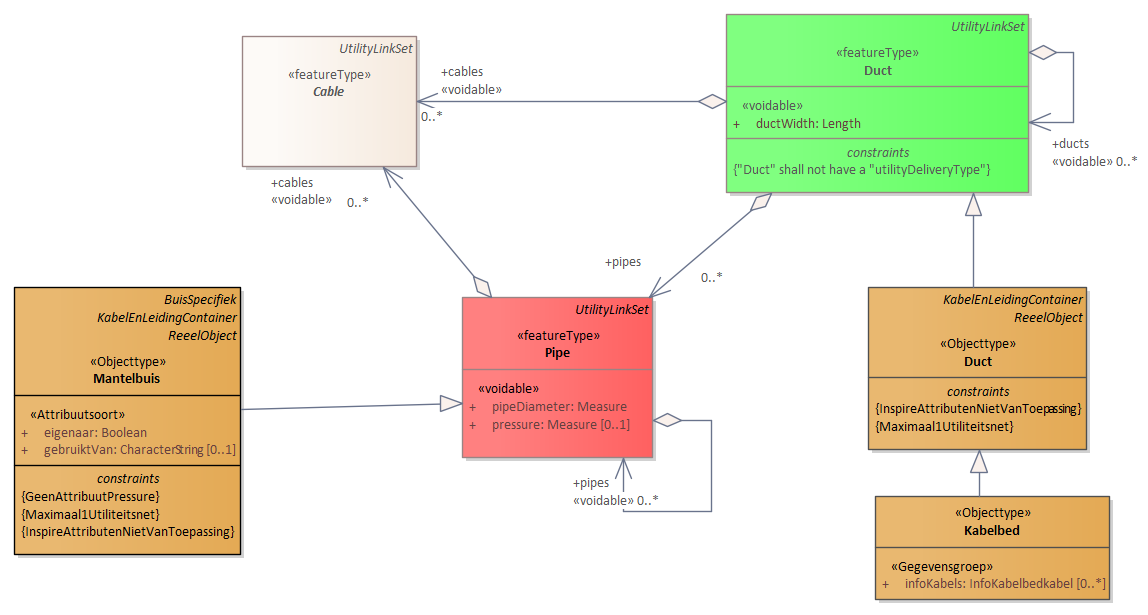 UtilityLinkSet
«featureType»
Cable
+cables
«voidable»
0..*
UtilityLinkSet
«featureType»
Duct
«voidable»
+ ductWidth: Length
constraints
{"Duct" shall not have a "utilityDeliveryType"}
+ducts
«voidable» 0..*
+cables
«voidable» 0..*
+pipes
0..*
BuisSpecifiek
KabelEnLeidingContainer
ReeelObject
«Objecttype»
Mantelbuis
«Attribuutsoort»
+ eigenaar: Boolean
+ gebruiktVan: CharacterString [0..1]
constraints
{GeenAttribuutPressure}
{Maximaal1Utiliteitsnet}
{InspireAttributenNietVanToepassing}
UtilityLinkSet
«featureType»
Pipe
«voidable»
+ pipeDiameter: Measure
+ pressure: Measure [0..1]
+pipes
«voidable» 0..*
KabelEnLeidingContainer
ReeelObject
«Objecttype»
Duct
constraints
{InspireAttributenNietVanToepassing}
{Maximaal1Utiliteitsnet}
«Objecttype»
Kabelbed
«Gegevensgroep»
+ infoKabels: InfoKabelbedkabel [0..*]